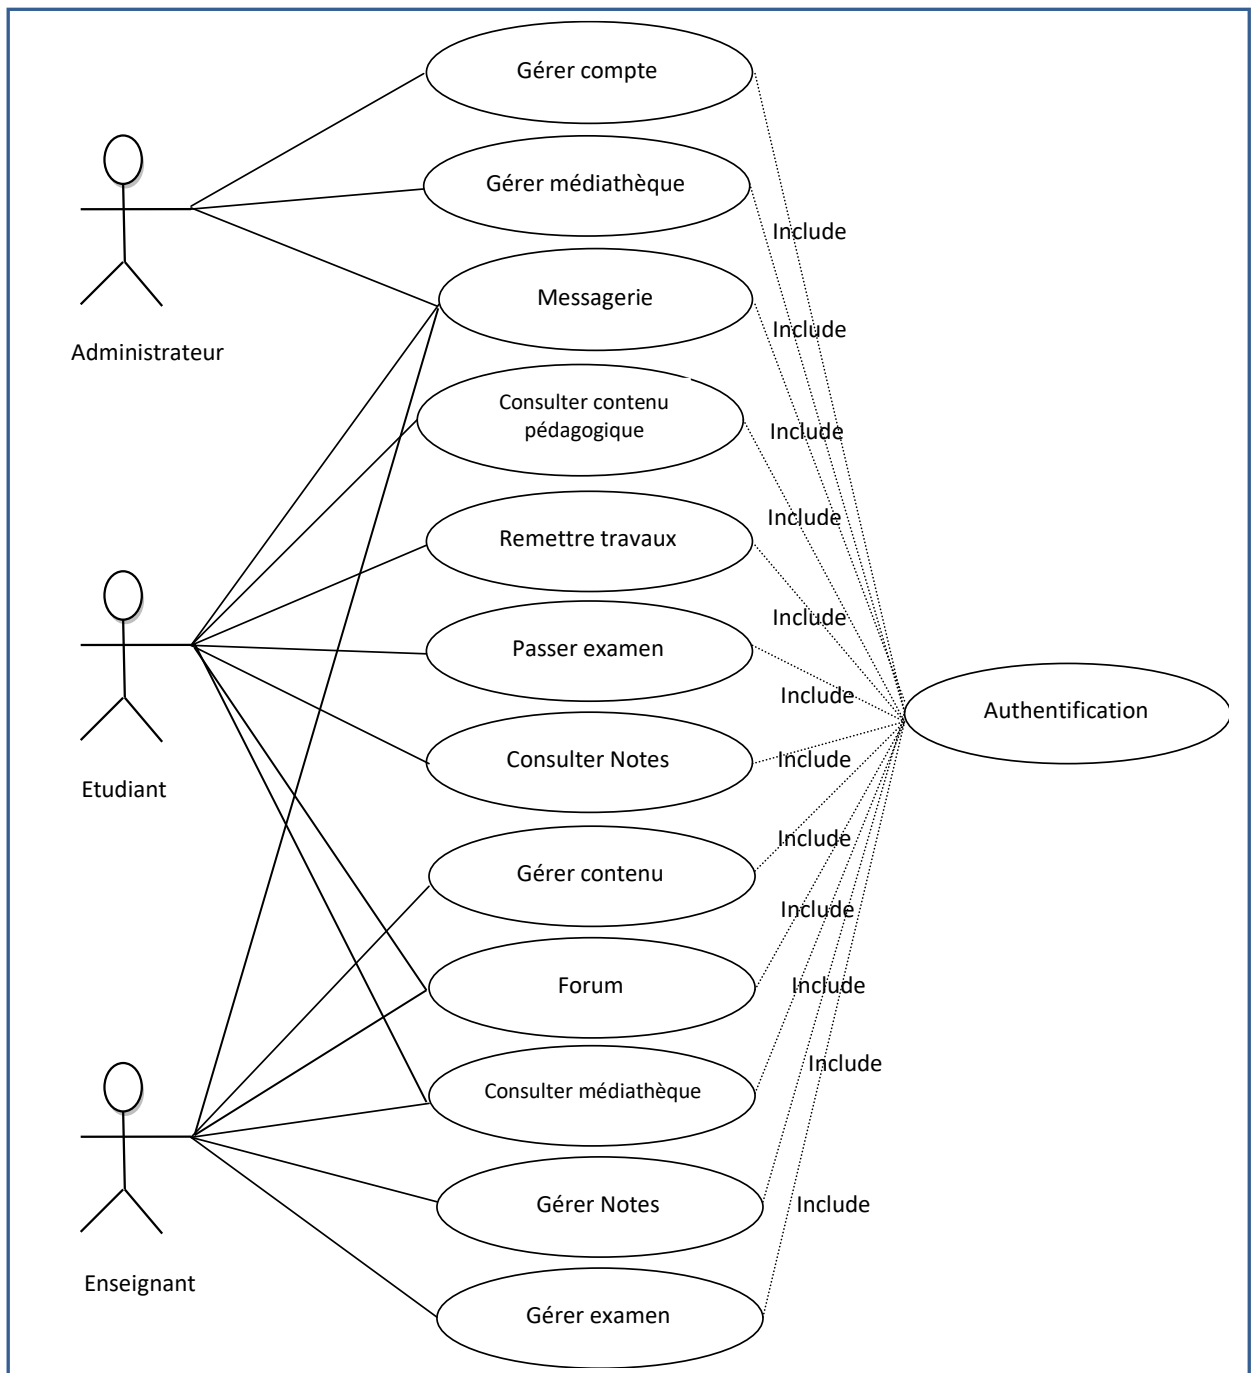 Gérer compte
Gérer médiathèque
Include
Messagerie
Include
Administrateur
Consulter contenu
pédagogique
Include
Include
Remettre travaux
Include
Passer examen
Include
Authentification
Consulter Notes
Include
Etudiant
Include
Gérer contenu
Include
Forum
Include
Include
Consulter médiathèque
Gérer Notes
Include
Enseignant
Gérer examen